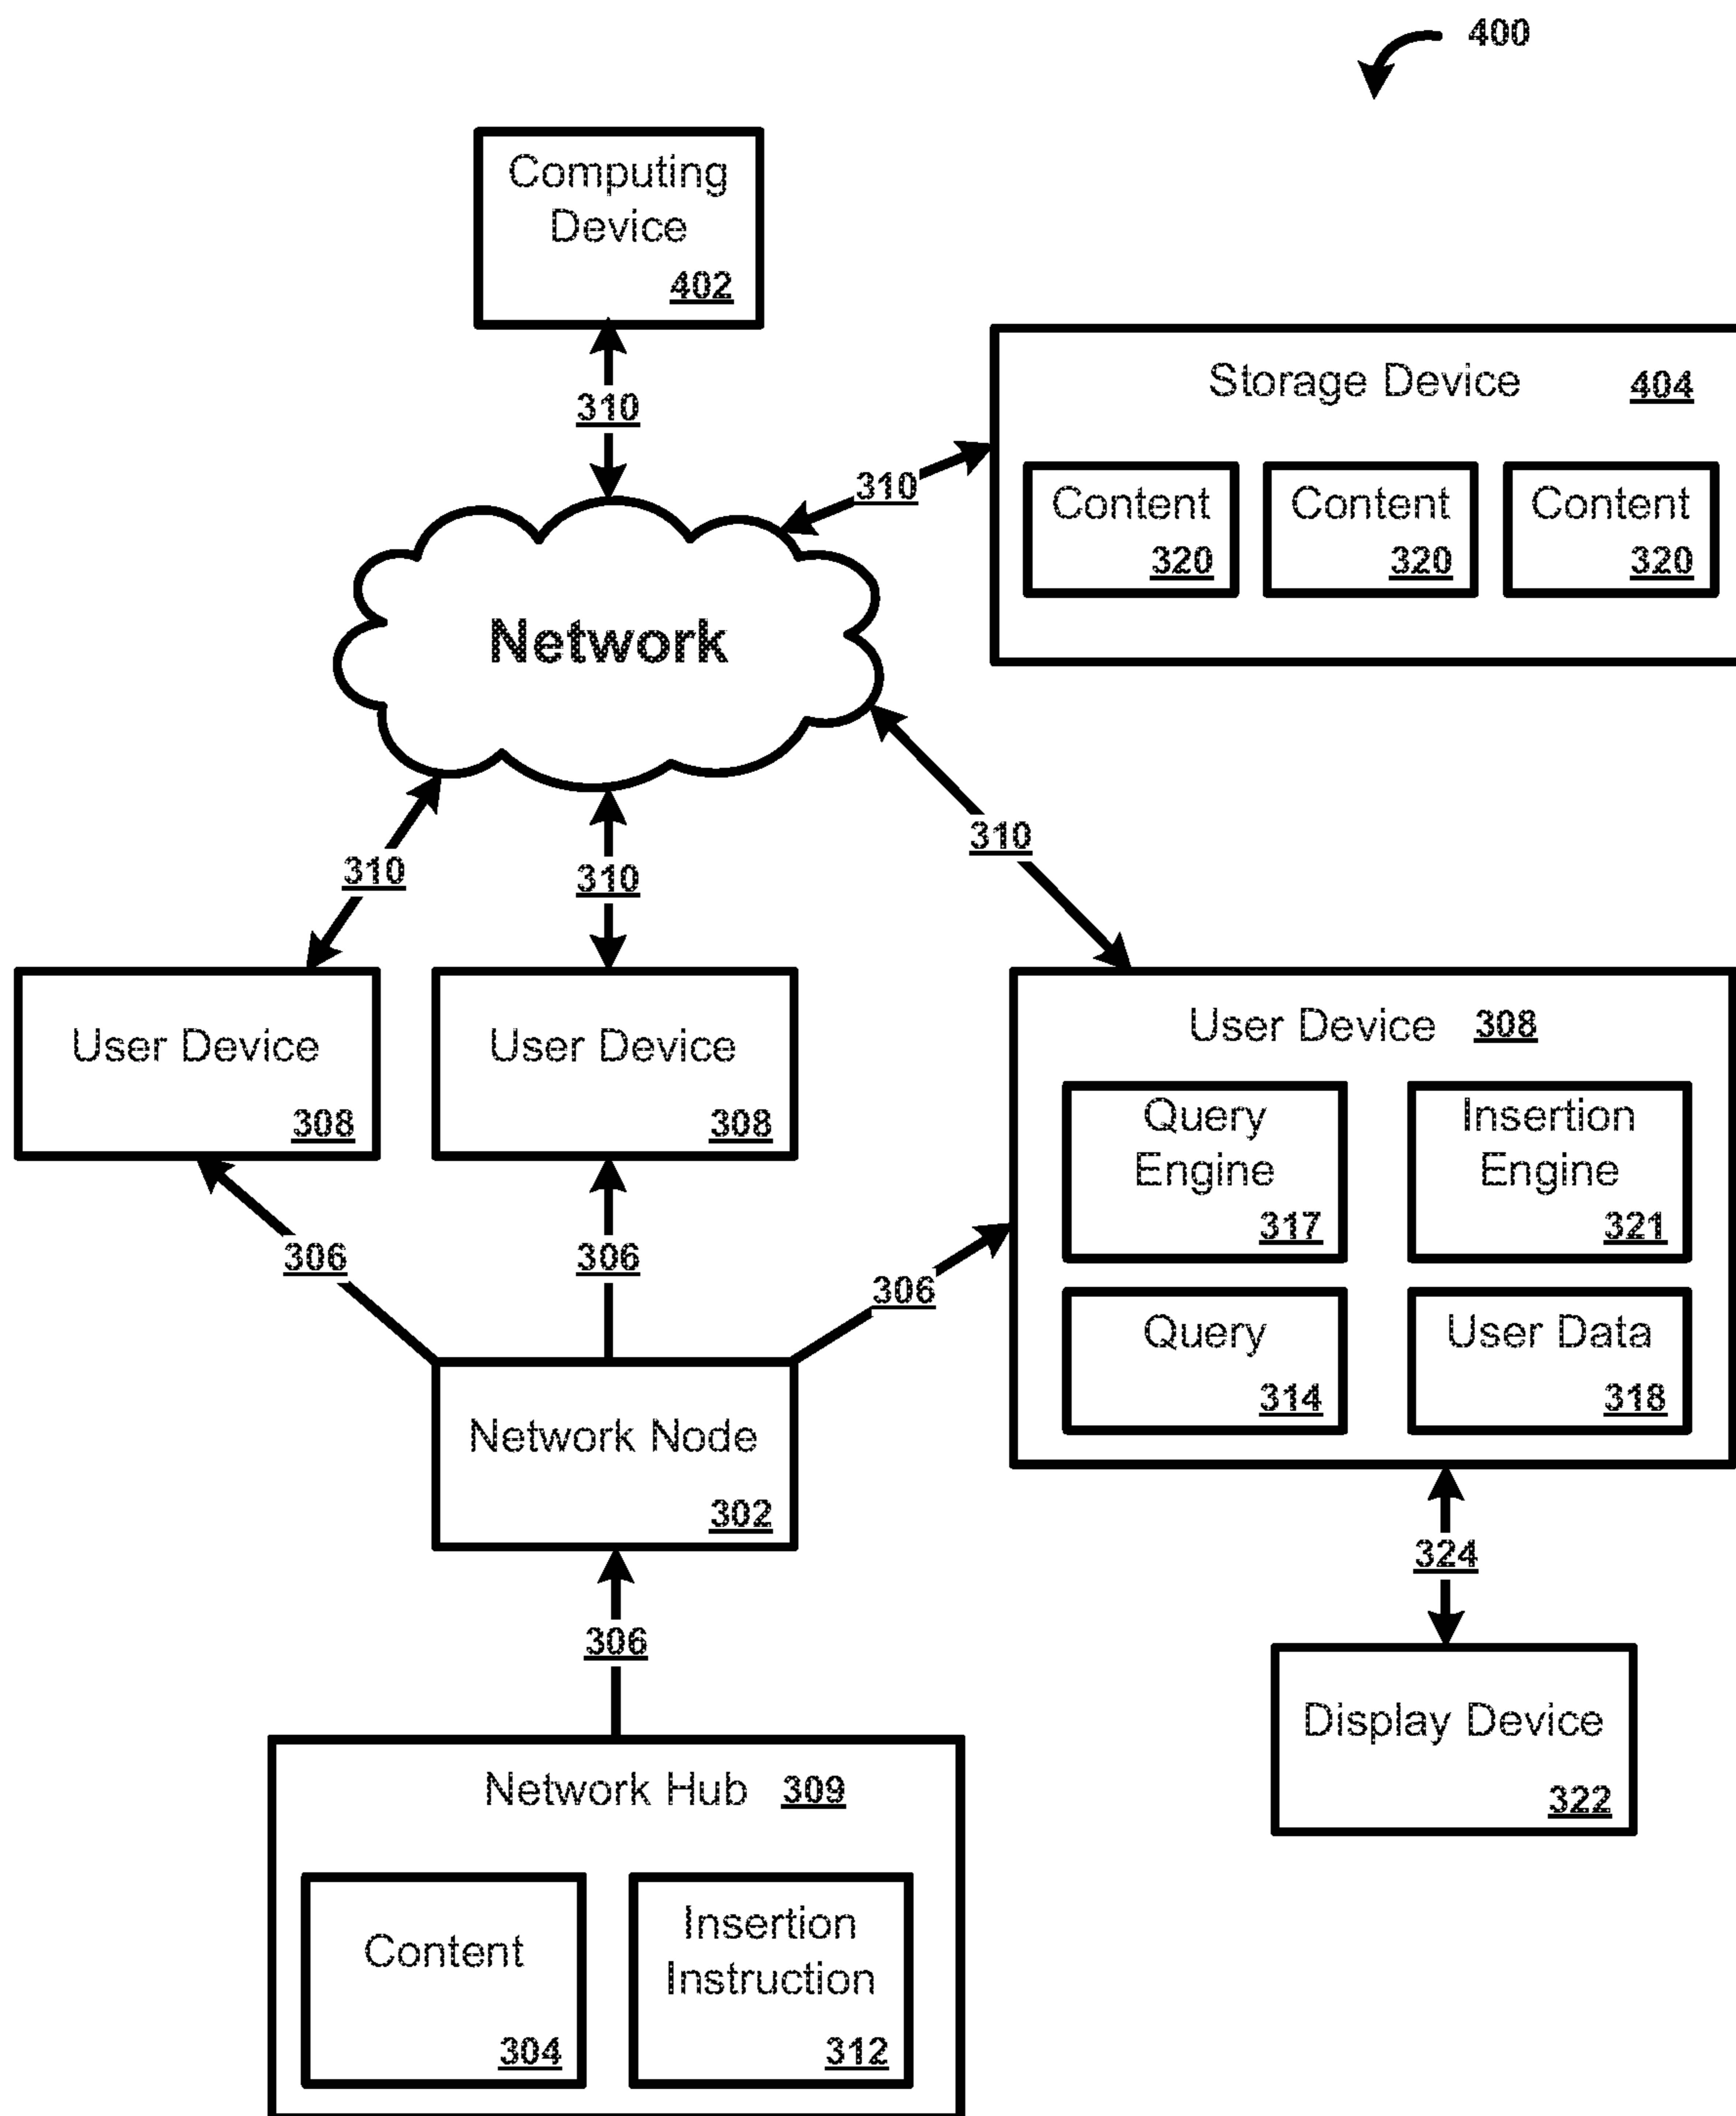 400
Computing
Device
402
310
Storage Device 404
310
Content Content Content
320 320 320
Network
310
310 310
User Device 308
User Device User Device
308 308
Query
Engine
317
Insertion
Engine
321
306 306 306
Query
314
User Data
318
Network Node
302
324
306
Display Device
322
Network Hub 309
Content
304
Insertion
Instruction
312